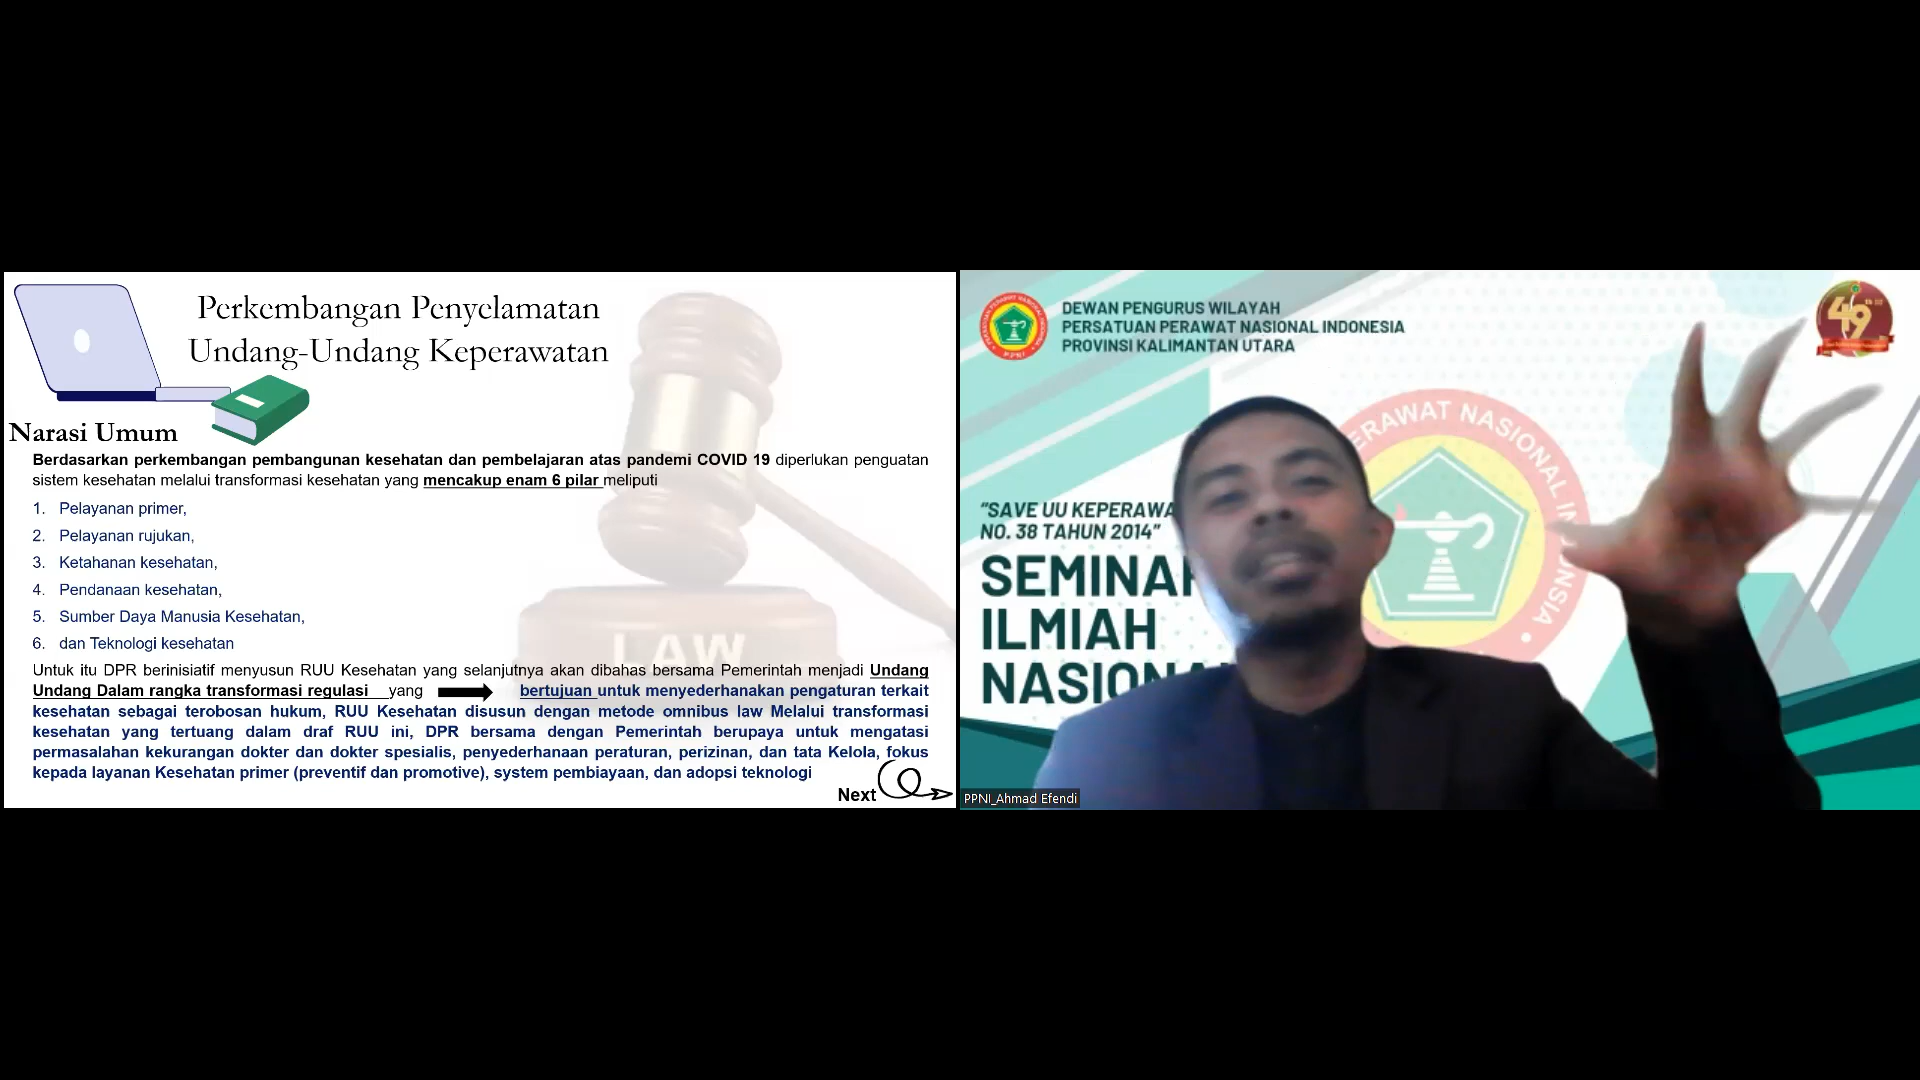 Perkembangan Penyelamatan
Undang-Undang Keperawatan
Narasi Umum
Berdasarkan perkembangan pembangunan kesehatan dan pembelajaran atas pandemi COVID 19 diperlukan penguatan
sistem kesehatan melalui transformasi kesehatan yang mencakup enam 6 pilar meliputi
1. Pelayanan primer,
2. Pelayanan rujukan,
3. Ketahanan kesehatan,
4. Pendanaan kesehatan,
5. Sumber Daya Manusia Kesehatan,
6. dan Teknologi kesehatan
LAW
Untuk itu DPR berinisiatif menyusun RUU Kesehatan yang selanjutnya akan dibahas bersama Pemerintah menjadi Undang
Undang Dalam rangka transformasi regulasi yang bertujuan untuk menyederhanakan pengaturan terkait
kesehatan sebagai terobosan hukum, RUU Kesehatan disusun dengan metode omnibus law Melalui transformasi
kesehatan yang tertuang dalam draf RUU ini, DPR bersama dengan Pemerintah berupaya untuk mengatasi
permasalahan kekurangan dokter dan dokter spesialis, penyederhanaan peraturan, perizinan, dan tata Kelola, fokus
kepada layanan Kesehatan primer (preventif dan promotive), system pembiayaan, dan adopsi teknologi
Next
DEWAN PENGURUS WILAYAH
PERSATUAN PERAWAT NASIONAL INDONESIA
PROVINSI KALIMANTAN UTARA
PPNI
49
"SAVE UU KEPERAWA
NO. 38 TAHUN 2014"
SEMINAR
ILMIAH
NASIONA
ERAWAT NASIONAL IN
ONESIA
PPNI_Ahmad Efendi